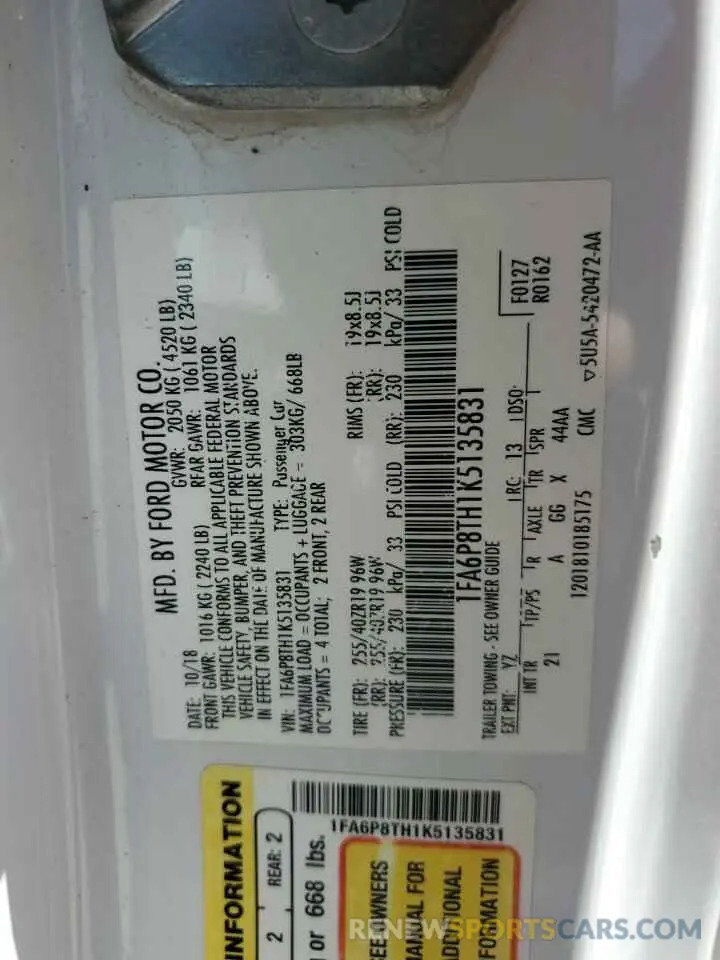 MFD. BY FORD MOTOR CO.
DATE: 10/18 GVWR: 2050 KG ( 4520 LB)
FRONT GAWR: 1016 KG ( 2240 LB) REAR GAWR: 1061 KG ( 2340 LB)
THIS VEHICLE CONFORMS TO ALL APPLICABLE FEDERAL MOTOR
VEHICLE SAFETY, BUMPER, AND THEFT PREVENTION STANDARDS
IN EFFECT ON THE DATE OF MANUFACTURE SHOWN ABOVE.
VIN: 1FA6P8TH1K5135831 TYPE: Passenger Car
MAXIMUM LOAD = OCCUPANTS + LUGGAGE = 303KG/ 668LB
OCCUPANTS = 4 TOTAL; 2 FRONT, 2 REAR
TIRE (FR): 255/40ZR19 96W RIMS (FR): 19x8.5J
(RR): 255/40ZR19 96W (RR): 19x8.5J
PRESSURE (FR): 230 kPa/ 33 PSI COLD (RR): 230 kPa/ 33 PSI COLD
1FA6P8TH1K5135831
TRAILER TOWING - SEE OWNER GUIDE
F0127
R0162
EXT PNT: YZ RC: 13 DSO:
INT TR TP/PS R AXLE TR SPR
21 A GG X 44AA
CMC
1201810185175
▽5U5A-5420472-AA
INFORMATION
2 REAR: 2
or 668 lbs.
1FA6P8TH1K5135831
SEE OWNERS
MANUAL FOR
ADDITIONAL
INFORMATION
RENEWSPORTSCARS.COM